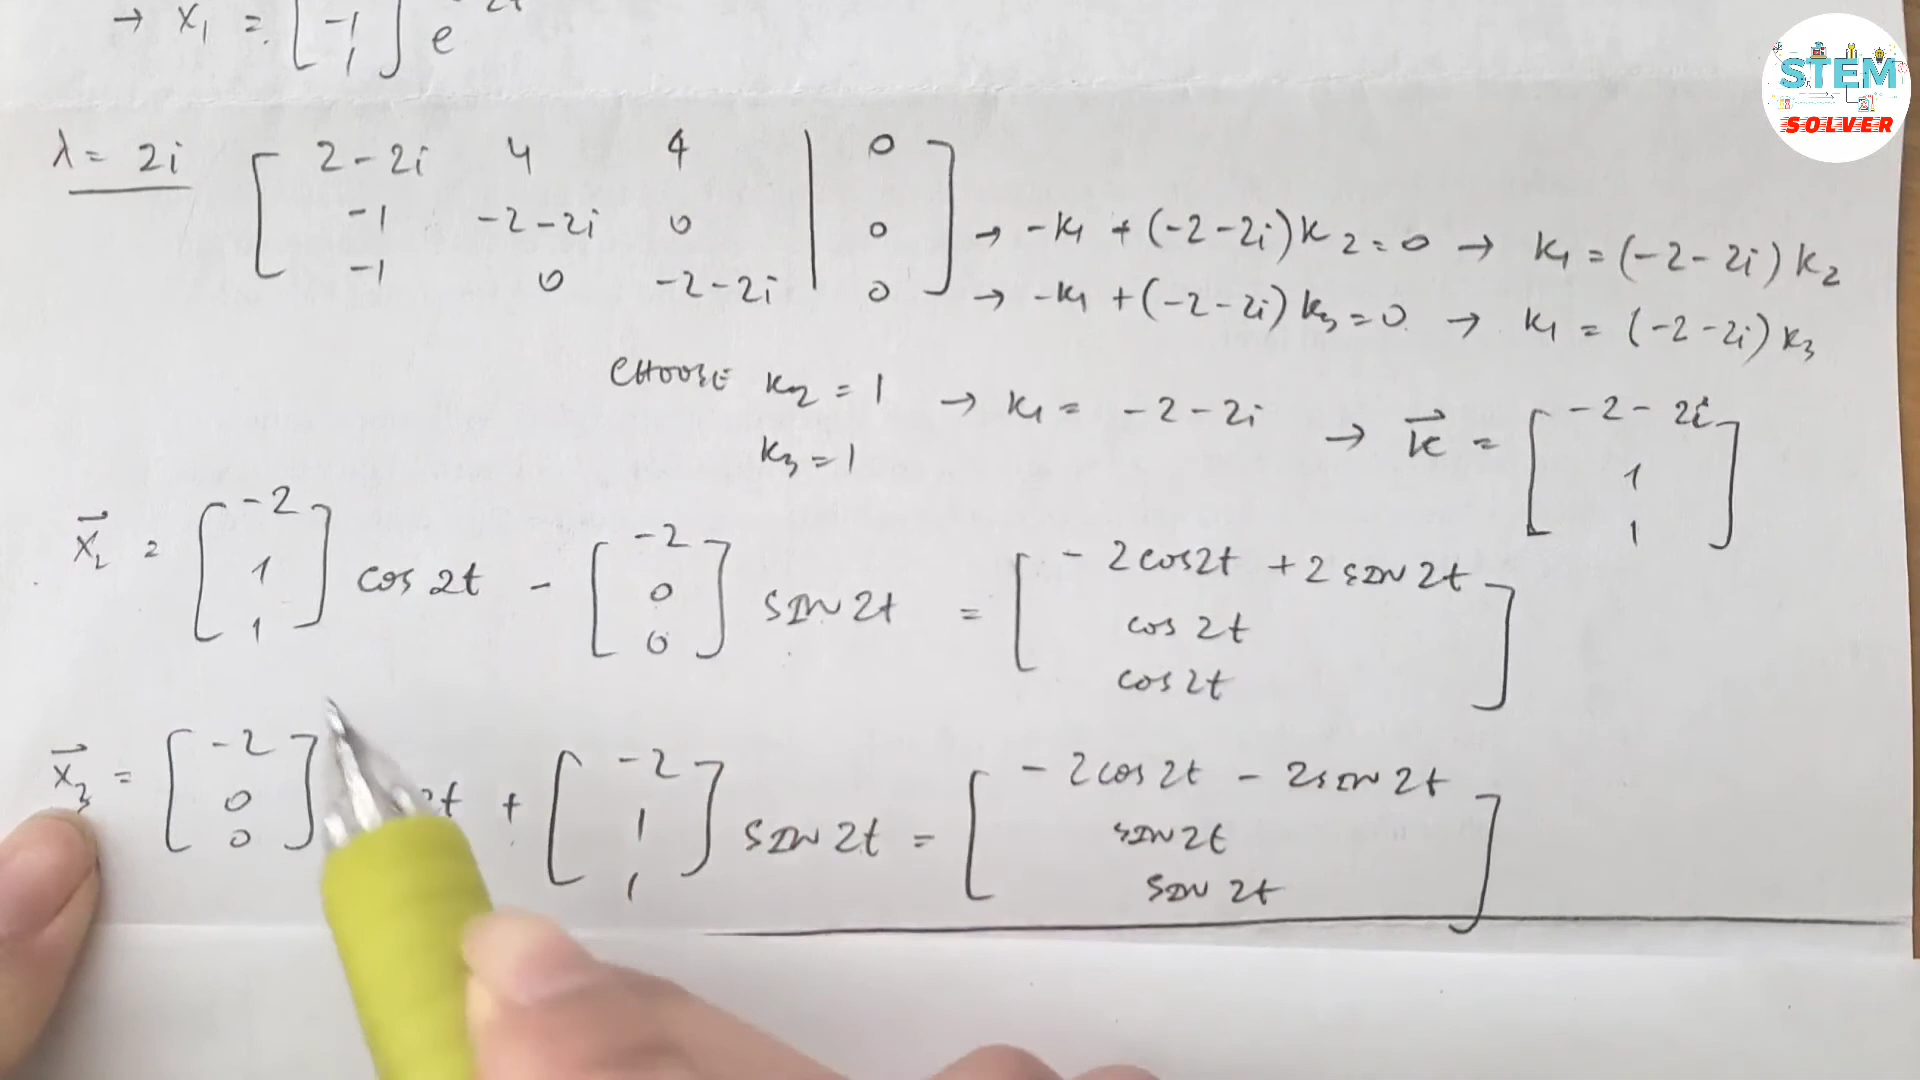 → x₁ = [ -1 1 ] e
STEM
SOLVER
λ = 2i [ 2-2i 4 4 | 0 ]
-1 -2-2i 0 | 0 → -k₁ + (-2-2i)k₂ = 0 → k₁ = (-2-2i)k₂
-1 0 -2-2i | 0 → -k₁ + (-2-2i)k₃ = 0 → k₁ = (-2-2i)k₃
CHOOSE k₂ = 1 → k₁ = -2-2i → k⃗ = [ -2-2i 1 1 ]
k₃ = 1
x⃗₂ = [ -2 1 1 ] cos 2t - [ -2 0 0 ] SIN 2t = [ -2cos2t + 2 SIN 2t
cos 2t
cos 2t ]
x⃗₃ = [ -2 0 0 ] 2t + [ -2 1 1 ] SIN 2t = [ -2cos 2t - 2SIN 2t
SIN 2t
SIN 2t ]